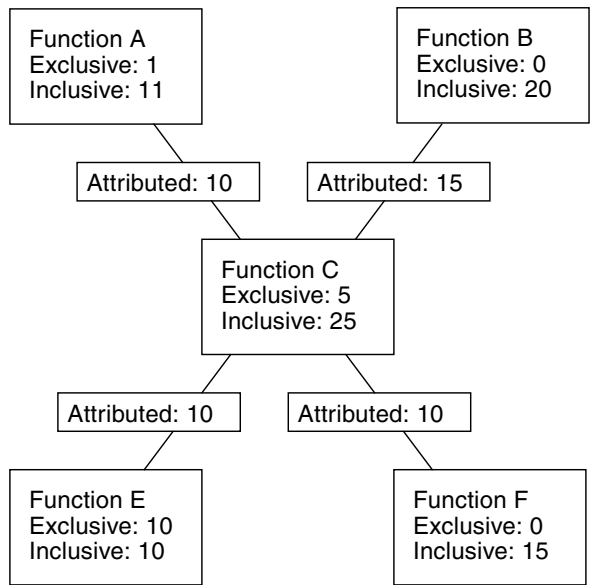 Function A
Exclusive: 1
Inclusive: 11
Function B
Exclusive: 0
Inclusive: 20
Attributed: 10
Attributed: 15
Function C
Exclusive: 5
Inclusive: 25
Attributed: 10
Attributed: 10
Function E
Exclusive: 10
Inclusive: 10
Function F
Exclusive: 0
Inclusive: 15